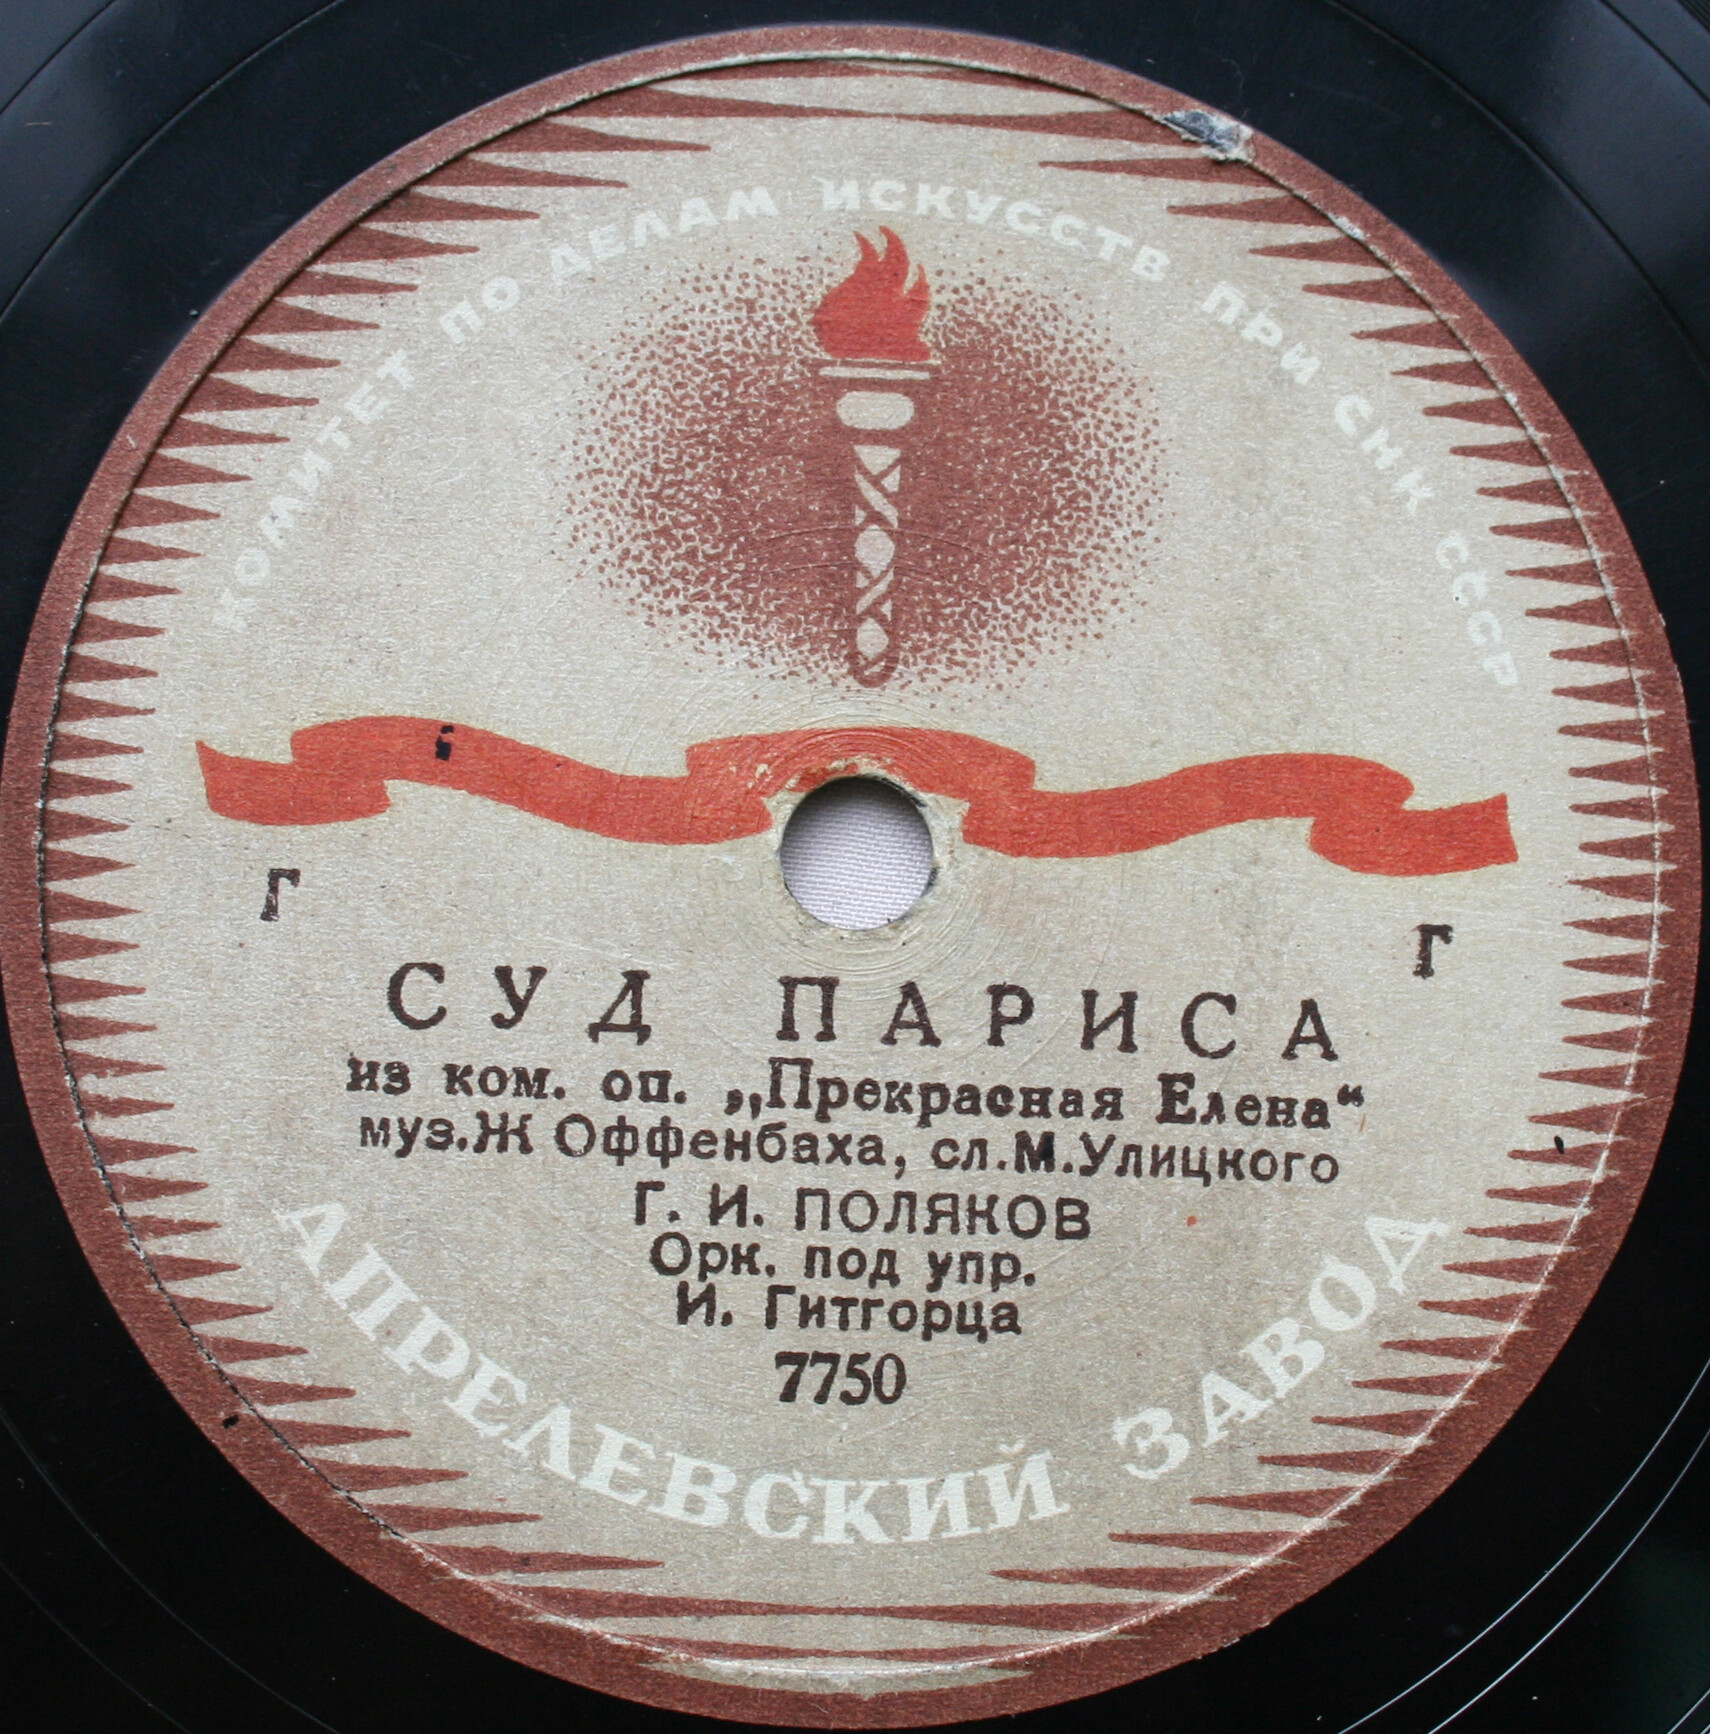 КОМИТЕТ ПО ДЕЛАМ ИСКУССТВ ПРИ СНК СССР
Г Г
СУД ПАРИСА
из ком. оп. „Прекрасная Елена“
муз.Ж Оффенбаха, сл.М.Улицкого
Г. И. ПОЛЯКОВ
Орк. под упр.
И. Гитгорца
7750
АПРЕЛЕВСКИЙ ЗАВОД